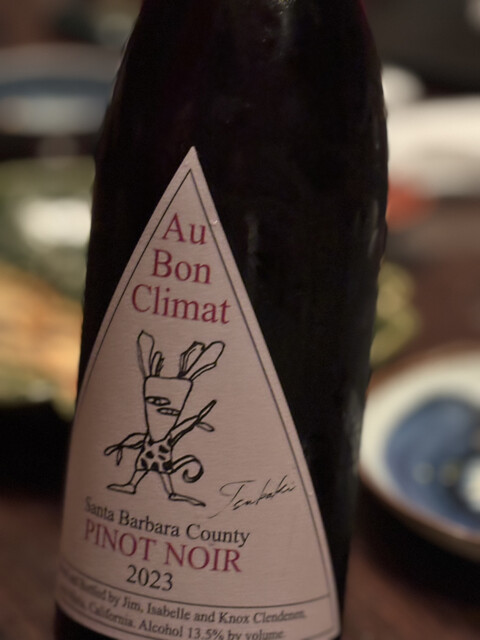 Au
Bon
Climat
Santa Barbara County
PINOT NOIR
2023
Bottled by Jim, Isabelle and Knox Clendenen,
California. Alcohol 13.5% by volume